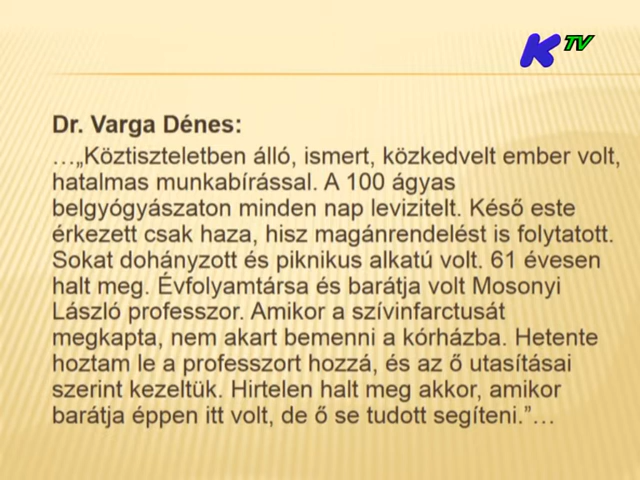 K TV
Dr. Varga Dénes:
…„Köztiszteletben álló, ismert, közkedvelt ember volt,
hatalmas munkabírással. A 100 ágyas
belgyógyászaton minden nap levizitelt. Késő este
érkezett csak haza, hisz magánrendelést is folytatott.
Sokat dohányzott és piknikus alkatú volt. 61 évesen
halt meg. Évfolyamtársa és barátja volt Mosonyi
László professzor. Amikor a szívinfarctusát
megkapta, nem akart bemenni a kórházba. Hetente
hoztam le a professzort hozzá, és az ő utasításai
szerint kezeltük. Hirtelen halt meg akkor, amikor
barátja éppen itt volt, de ő se tudott segíteni.”…